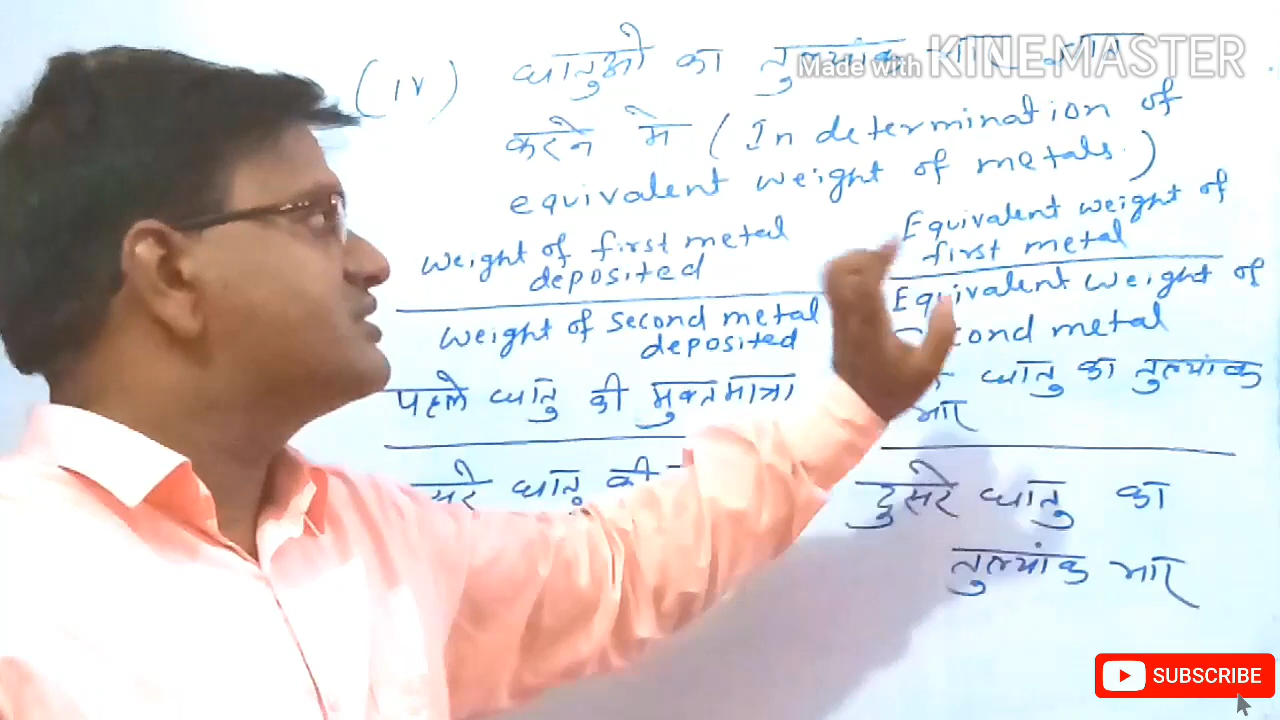 (iv) धातुओ का तुल्यांक
Made with KINEMASTER
करने मे (In determination of
equivalent weight of metals.)
weight of first metal
deposited
Equivalent weight of
first metal
weight of second metal
deposited
Equivalent weight of
metal
पहले धातु की मुक्तमात्रा
धातु का तुल्यांक
भार
धातु की
दुसरे धातु का
तुल्यांक भार
SUBSCRIBE